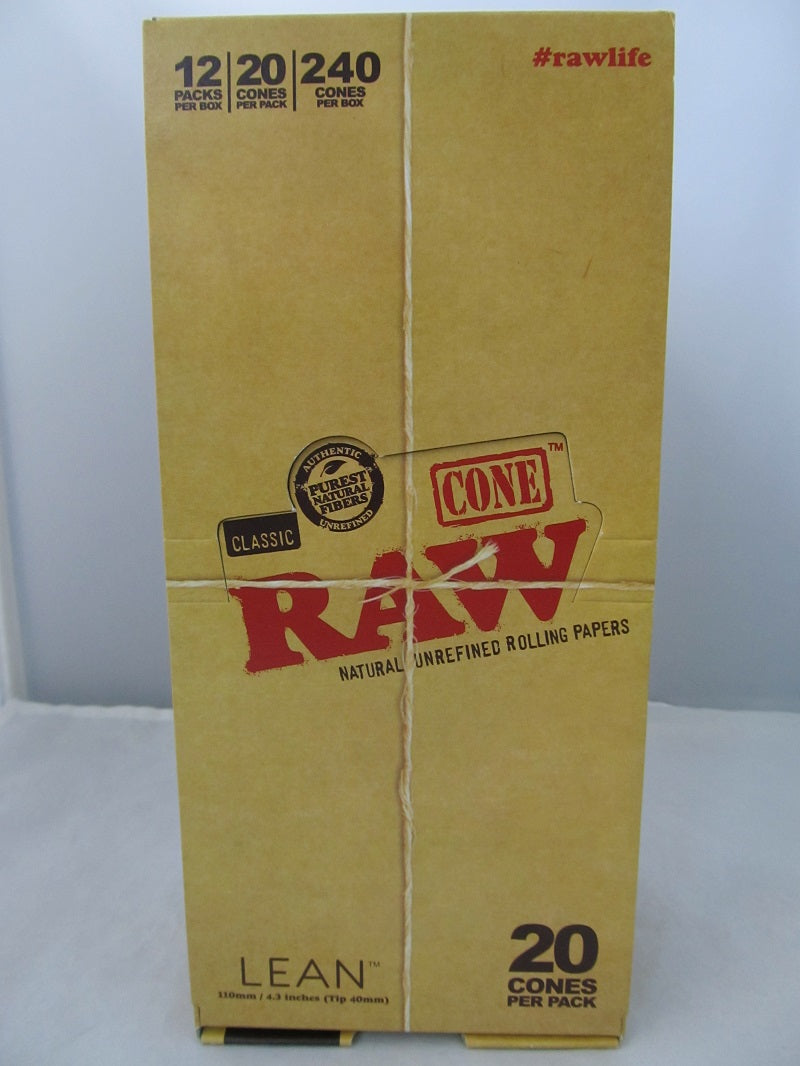 12 20 240
PACKS CONES CONES
PER BOX PER PACK PER BOX
#rawlife
AUTHENTIC
PUREST
NATURAL
FIBERS
UNREFINED
CLASSIC
CONE™
RAW
NATURAL UNREFINED ROLLING PAPERS
LEAN™
110mm / 4.3 inches (Tip 40mm)
20
CONES
PER PACK